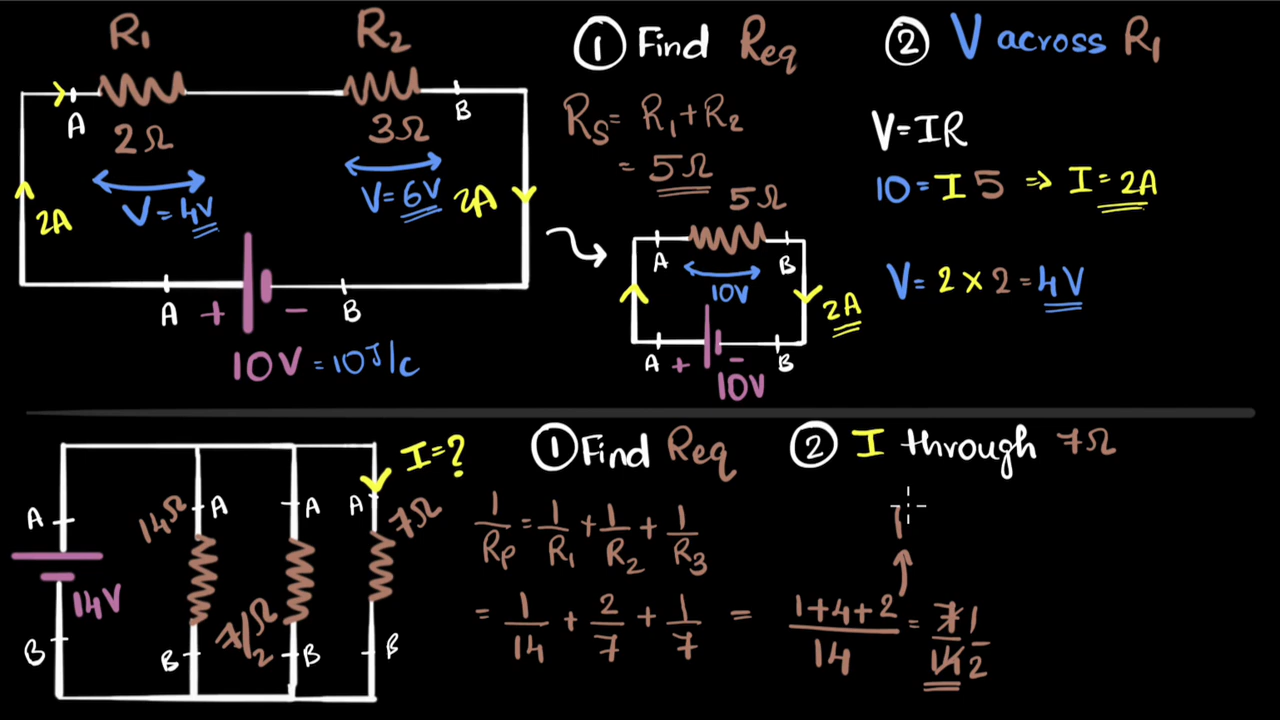 R₁
R₂
A
B
2Ω
3Ω
V=4V
V=6V
2A
2A
A
+
-
B
10V=10J/C
① Find Req
Rs= R₁+R₂
= 5Ω
5Ω
A
B
10V
2A
A
+
-
B
10V
② V across R₁
V=IR
10=I5 ⇒ I=2A
V=2×2=4V
I=?
A
14Ω
A
A
A
7Ω
14V
B
B
7/2Ω
B
B
① Find Req
1/Rp = 1/R₁ + 1/R₂ + 1/R₃
= 1/14 + 2/7 + 1/7 = (1+4+2)/14 = 7/14 1/2
② I through 7Ω